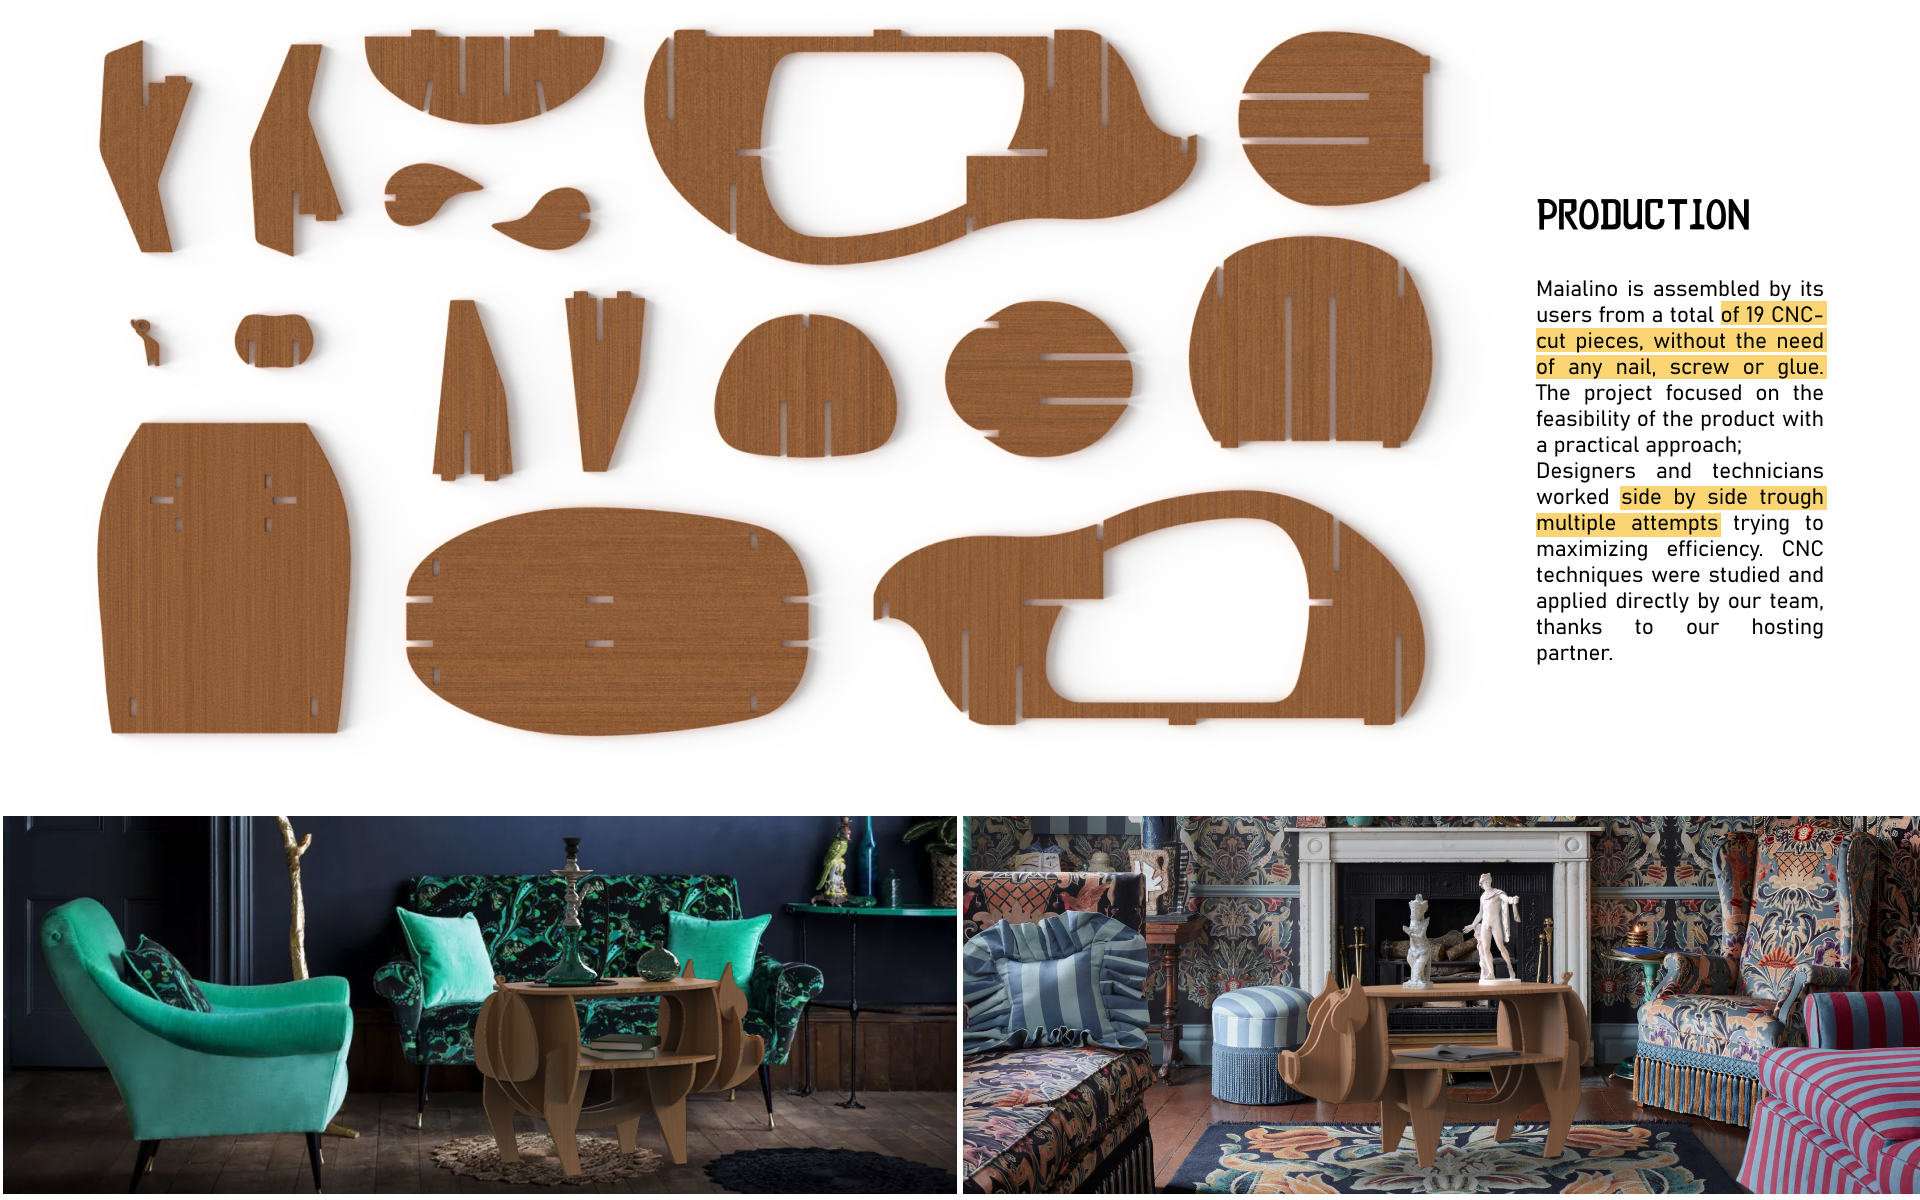 PRODUCTION
Maialino is assembled by its
users from a total of 19 CNC-
cut pieces, without the need
of any nail, screw or glue.
The project focused on the
feasibility of the product with
a practical approach;
Designers and technicians
worked side by side trough
multiple attempts trying to
maximizing efficiency. CNC
techniques were studied and
applied directly by our team,
thanks to our hosting
partner.